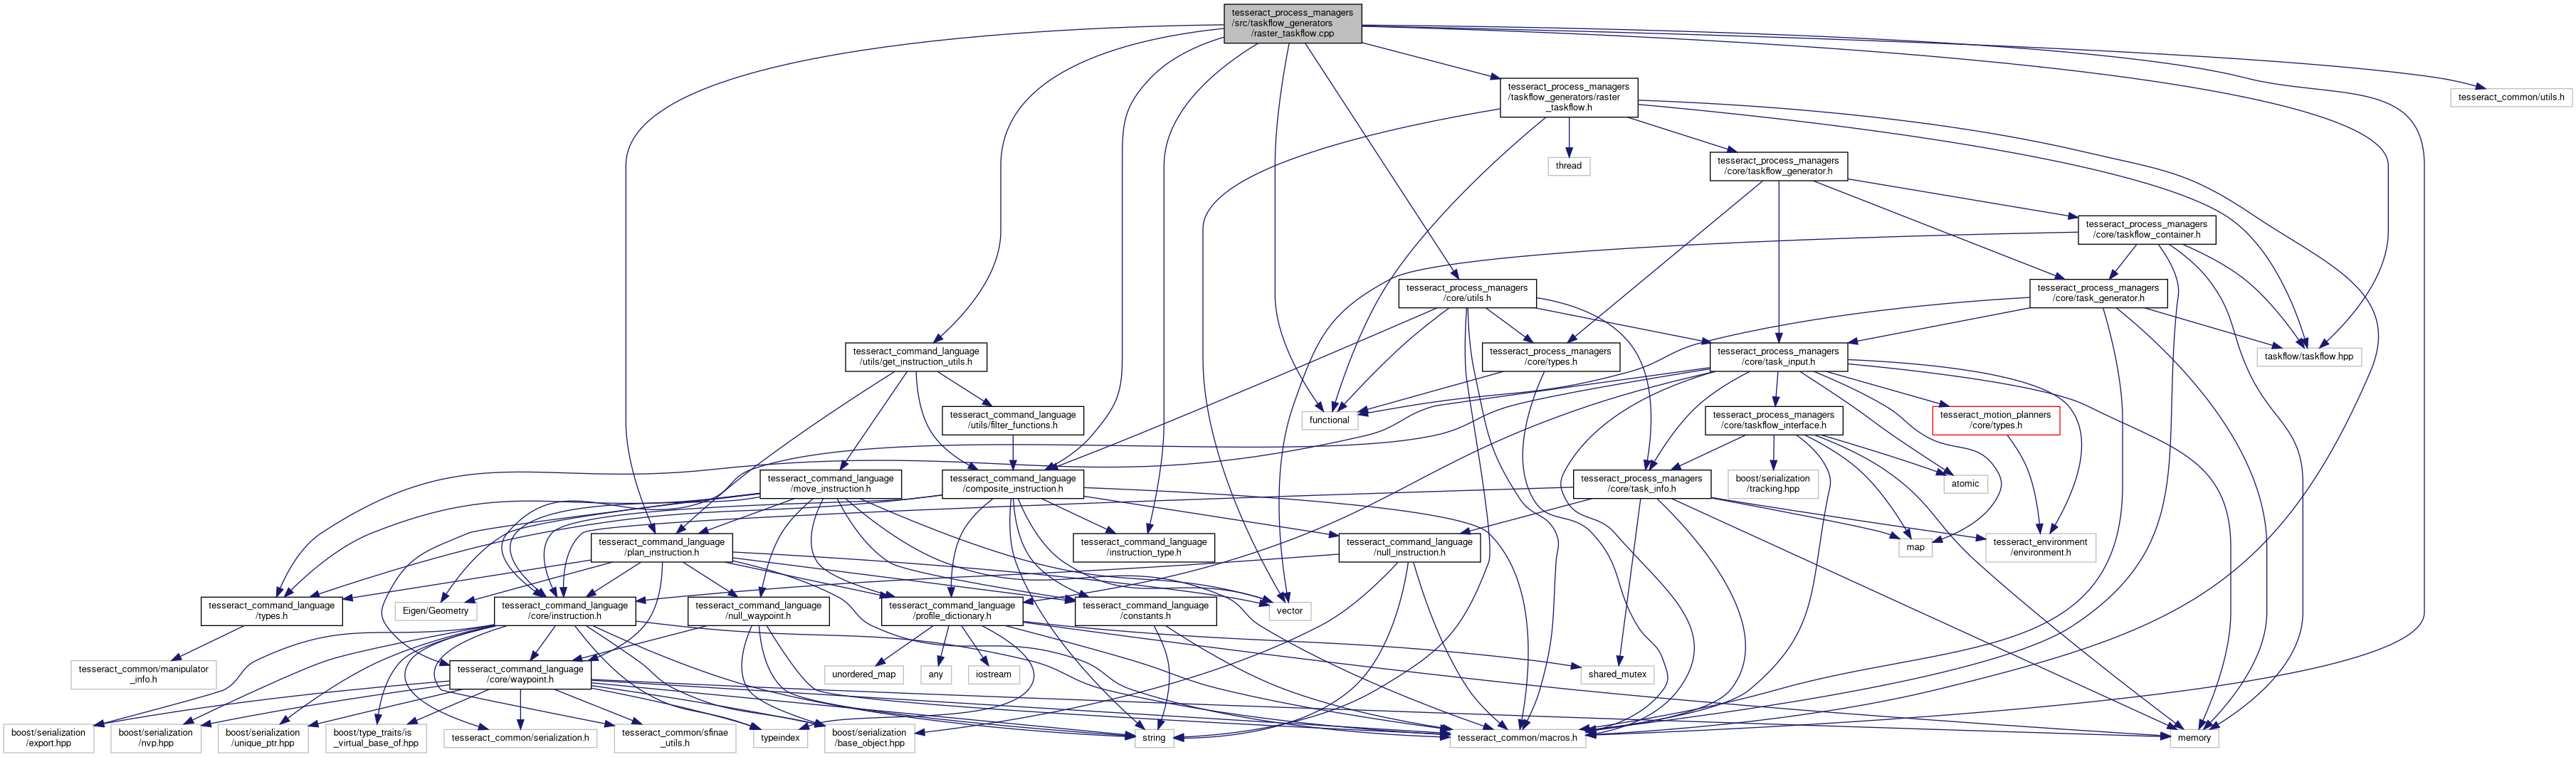 tesseract_process_managers
/src/taskflow_generators
/raster_taskflow.cpp
tesseract_process_managers
/taskflow_generators/raster
_taskflow.h
tesseract_common/utils.h
thread
tesseract_process_managers
/core/taskflow_generator.h
tesseract_process_managers
/core/taskflow_container.h
tesseract_process_managers
/core/utils.h
tesseract_process_managers
/core/task_generator.h
tesseract_command_language
/utils/get_instruction_utils.h
tesseract_process_managers
/core/types.h
tesseract_process_managers
/core/task_input.h
taskflow/taskflow.hpp
tesseract_command_language
/utils/filter_functions.h
functional
tesseract_process_managers
/core/taskflow_interface.h
tesseract_motion_planners
/core/types.h
tesseract_command_language
/move_instruction.h
tesseract_command_language
/composite_instruction.h
tesseract_process_managers
/core/task_info.h
boost/serialization
/tracking.hpp
atomic
tesseract_command_language
/plan_instruction.h
tesseract_command_language
/instruction_type.h
tesseract_command_language
/null_instruction.h
map
tesseract_environment
/environment.h
tesseract_command_language
/types.h
Eigen/Geometry
tesseract_command_language
/core/instruction.h
tesseract_command_language
/null_waypoint.h
tesseract_command_language
/profile_dictionary.h
tesseract_command_language
/constants.h
vector
tesseract_common/manipulator
_info.h
tesseract_command_language
/core/waypoint.h
unordered_map
any
iostream
shared_mutex
boost/serialization
/export.hpp
boost/serialization
/nvp.hpp
boost/serialization
/unique_ptr.hpp
boost/type_traits/is
_virtual_base_of.hpp
tesseract_common/serialization.h
tesseract_common/sfinae
_utils.h
typeindex
boost/serialization
/base_object.hpp
string
tesseract_common/macros.h
memory